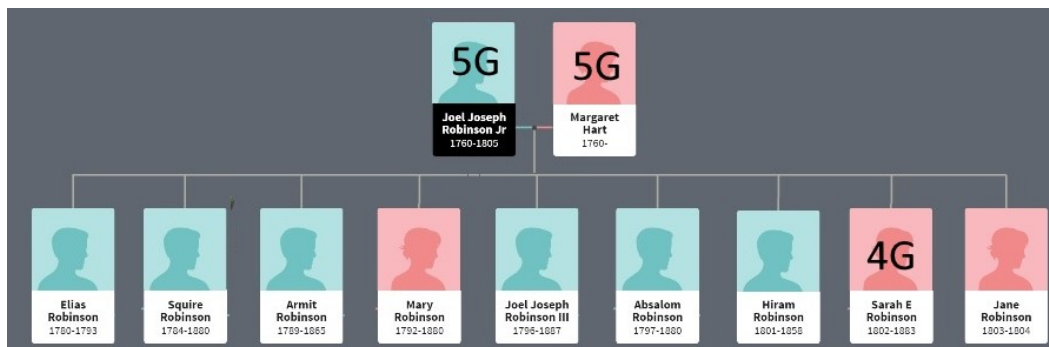 5G
Joel Joseph
Robinson Jr
1760-1805
5G
Margaret
Hart
1760-
Elias
Robinson
1780-1793
Squire
Robinson
1784-1880
Armit
Robinson
1789-1865
Mary
Robinson
1792-1880
Joel Joseph
Robinson III
1796-1887
Absalom
Robinson
1797-1880
Hiram
Robinson
1801-1858
4G
Sarah E
Robinson
1802-1883
Jane
Robinson
1803-1804